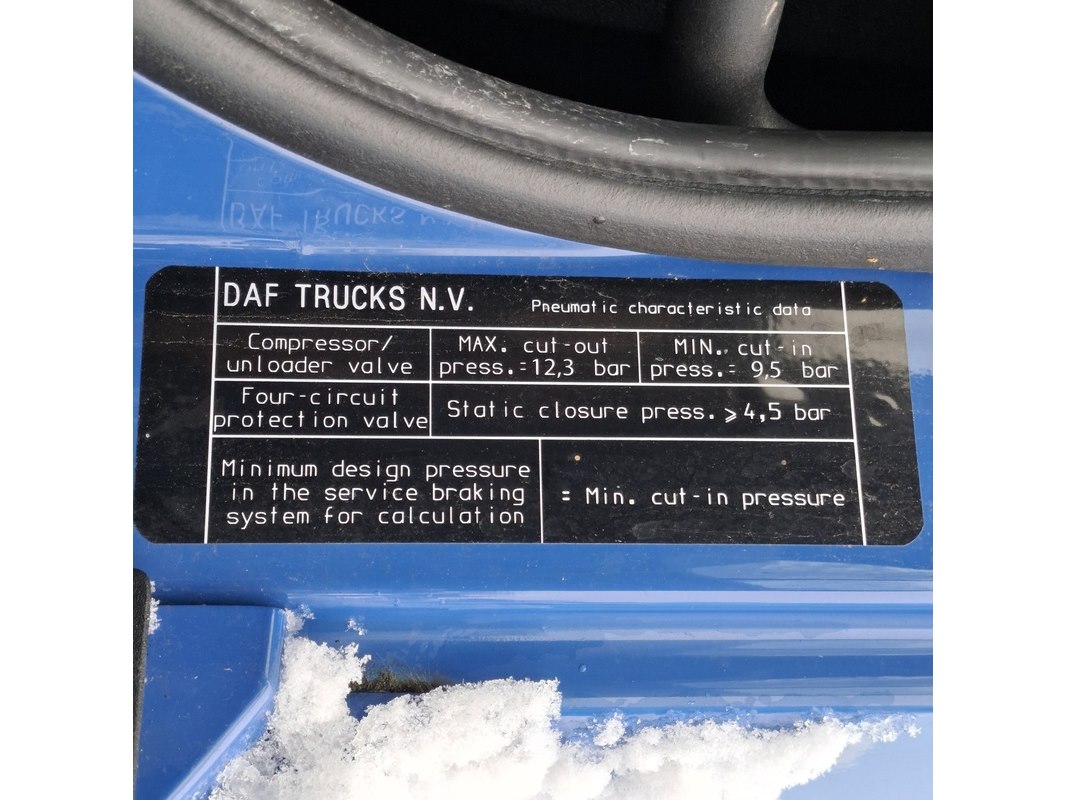 DAF TRUCKS N.V. Pneumatic characteristic data
Compressor/
unloader valve
MAX. cut-out
press.=12,3 bar
MIN. cut-in
press.= 9,5 bar
Four-circuit
protection valve
Static closure press. ⩾ 4,5 bar
Minimum design pressure
in the service braking
system for calculation
= Min. cut-in pressure
DAF TRUCKS